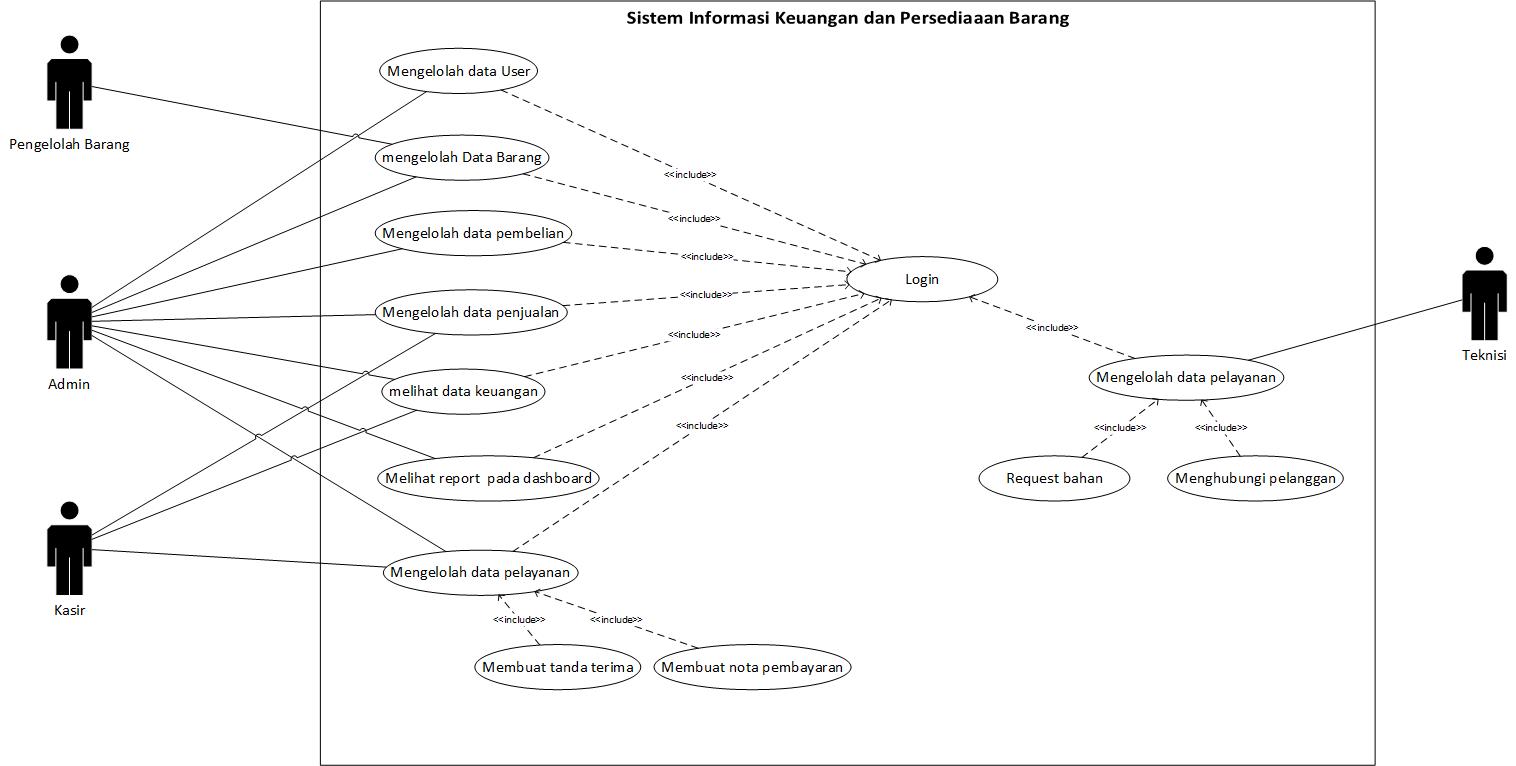 Sistem Informasi Keuangan dan Persediaaan Barang
Pengelolah Barang
Admin
Kasir
Mengelolah data User
mengelolah Data Barang
Mengelolah data pembelian
Mengelolah data penjualan
melihat data keuangan
Melihat report pada dashboard
Mengelolah data pelayanan
Membuat tanda terima
Membuat nota pembayaran
<<include>>
<<include>>
<<include>>
<<include>>
<<include>>
<<include>>
<<include>>
<<include>>
<<include>>
Login
<<include>>
Mengelolah data pelayanan
<<include>>
<<include>>
Request bahan
Menghubungi pelanggan
Teknisi